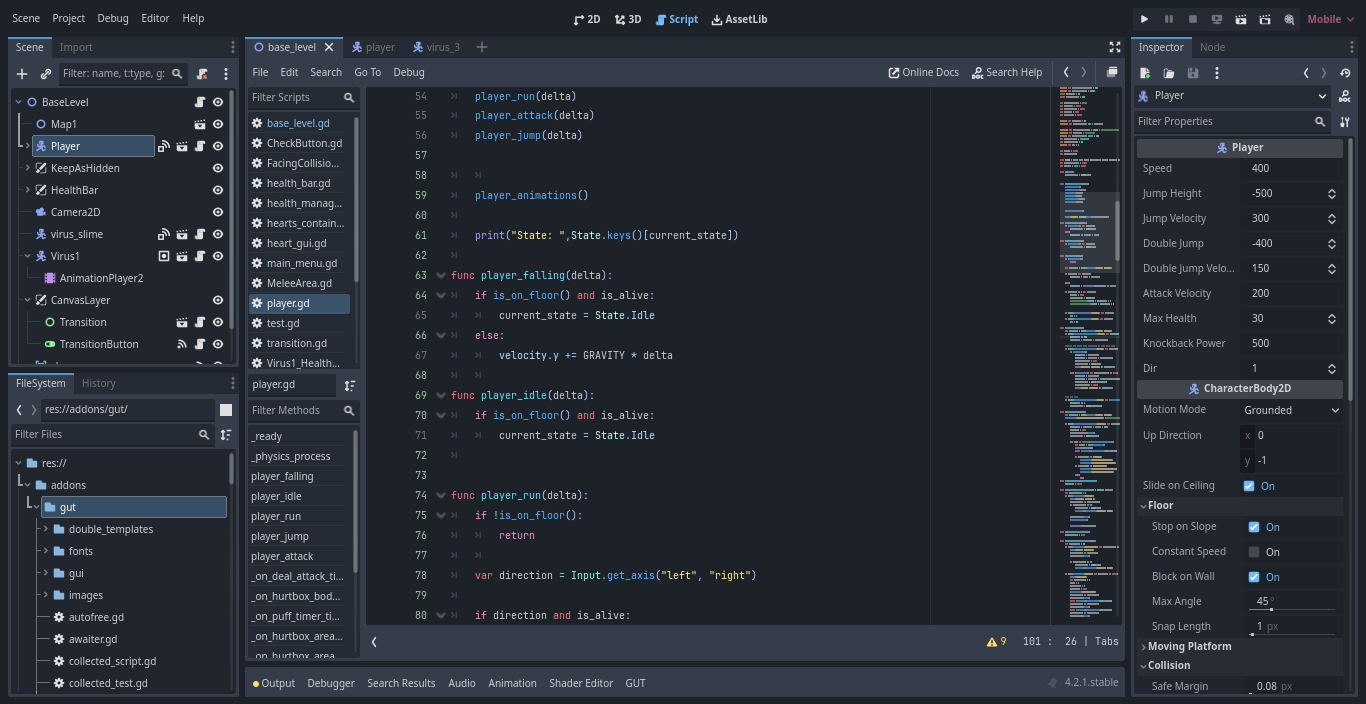 Scene Project Debug Editor Help
2D 3D Script AssetLib
Mobile
Scene Import
Filter: name, t:type, g:
BaseLevel
Map1
Player
KeepAsHidden
HealthBar
Camera2D
virus_slime
Virus1
AnimationPlayer2
CanvasLayer
Transition
TransitionButton
FileSystem History
res://addons/gut/
Filter Files
res://
addons
gut
double_templates
fonts
gui
images
autofree.gd
awaiter.gd
collected_script.gd
collected_test.gd
base_level player virus_3
File Edit Search Go To Debug
Online Docs Search Help
Filter Scripts
base_level.gd
CheckButton.gd
FacingCollisio...
health_bar.gd
health_manag...
hearts_contain...
heart_gui.gd
main_menu.gd
MeleeArea.gd
player.gd
test.gd
transition.gd
Virus1_Health...
player.gd
Filter Methods
_ready
_physics_process
player_falling
player_idle
player_run
player_jump
player_attack
_on_deal_attack_ti...
_on_hurtbox_bod...
_on_puff_timer_ti...
_on_hurtbox_area...
_on_hurtbox_area
54 player_run(delta)
55 player_attack(delta)
56 player_jump(delta)
57
58
59 player_animations()
60
61 print("State: ",State.keys()[current_state])
62
63 func player_falling(delta):
64 if is_on_floor() and is_alive:
65 current_state = State.Idle
66 else:
67 velocity.y += GRAVITY * delta
68
69 func player_idle(delta):
70 if is_on_floor() and is_alive:
71 current_state = State.Idle
72
73
74 func player_run(delta):
75 if !is_on_floor():
76 return
77
78 var direction = Input.get_axis("left", "right")
79
80 if direction and is_alive:
9 101 : 26 | Tabs
Output Debugger Search Results Audio Animation Shader Editor GUT
4.2.1.stable
Inspector Node
Player
Filter Properties
Player
Speed 400
Jump Height -500
Jump Velocity 300
Double Jump -400
Double Jump Velo... 150
Attack Velocity 200
Max Health 30
Knockback Power 500
Dir 1
CharacterBody2D
Motion Mode Grounded
Up Direction x 0
y -1
Slide on Ceiling On
Floor
Stop on Slope On
Constant Speed On
Block on Wall On
Max Angle 45 °
Snap Length 1 px
Moving Platform
Collision
Safe Margin 0.08 px